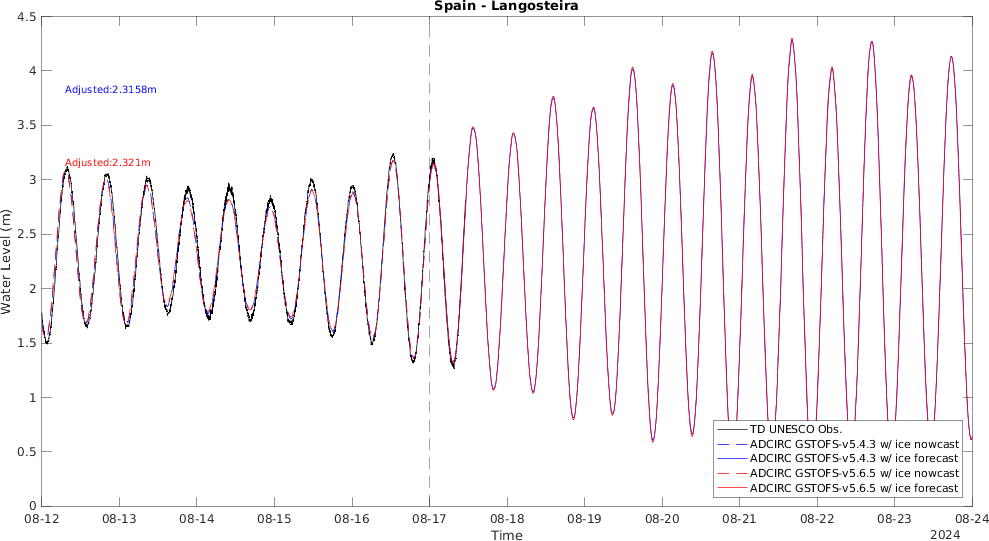 Spain - Langosteira
4.5
4
3.5
3
2.5
2
1.5
1
0.5
0
Water Level (m)
Adjusted:2.3158m
Adjusted:2.321m
TD UNESCO Obs.
ADCIRC GSTOFS-v5.4.3 w/ ice nowcast
ADCIRC GSTOFS-v5.4.3 w/ ice forecast
ADCIRC GSTOFS-v5.6.5 w/ ice nowcast
ADCIRC GSTOFS-v5.6.5 w/ ice forecast
08-12 08-13 08-14 08-15 08-16 08-17 08-18 08-19 08-20 08-21 08-22 08-23 08-24
Time
2024